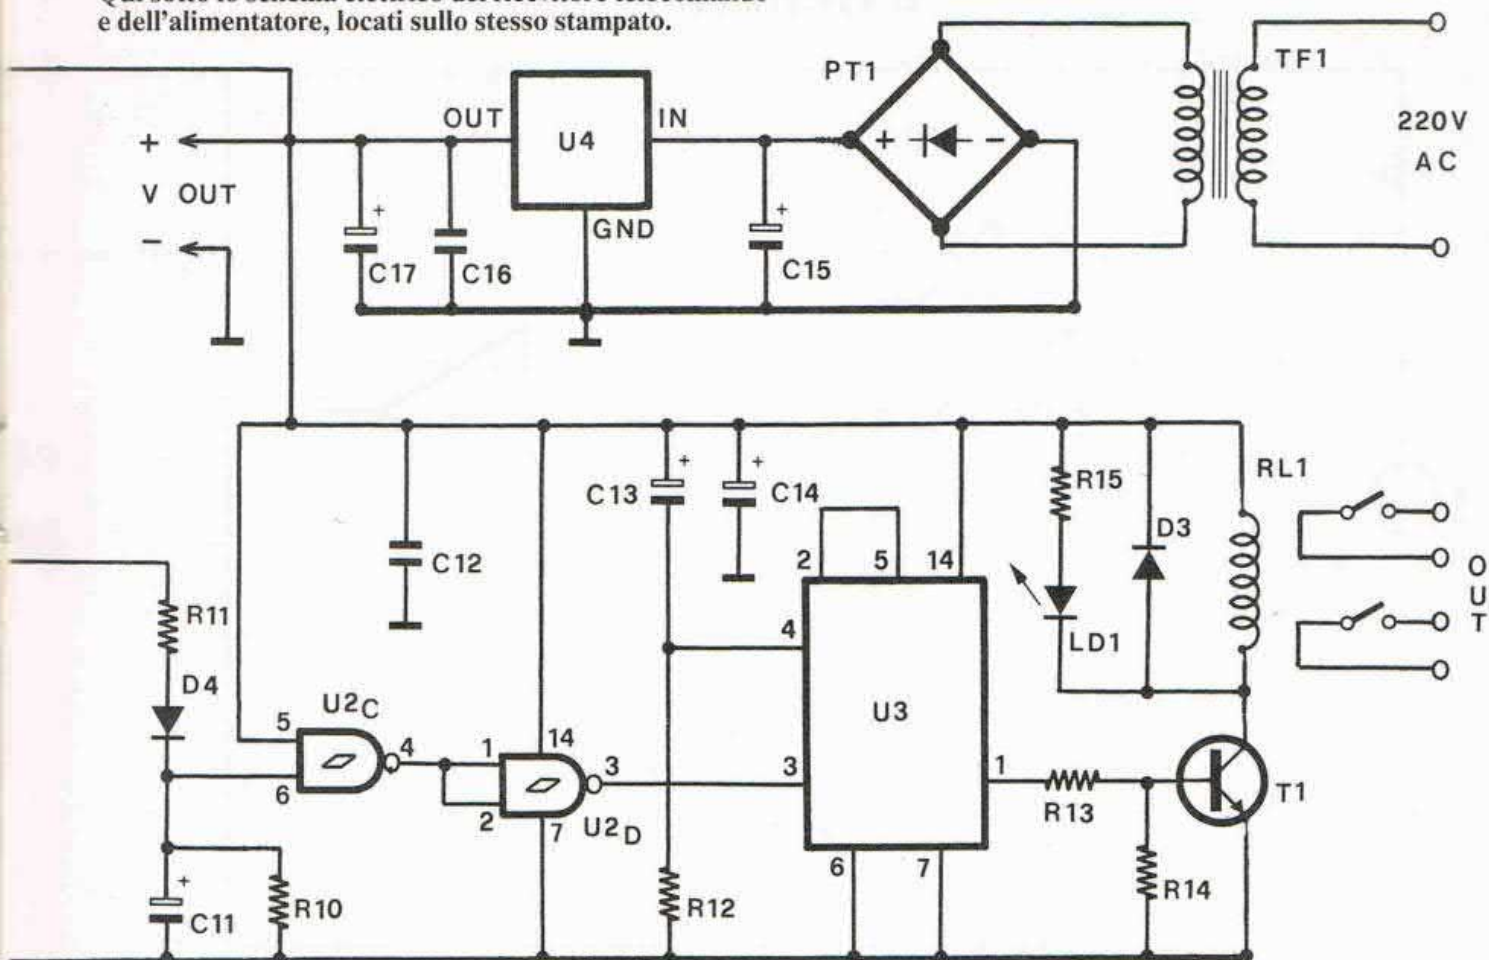 e dell'alimentatore, locati sullo stesso stampato.
PT1
TF1
220V
AC
OUT
U4
IN
GND
+
V OUT
-
+
C17
C16
+
C15
+
-
RL1
R15
D3
C13
+
C14
+
C12
2
5
14
O
U
T
R11
4
LD1
D4
U2C
U3
5
4
1
14
3
3
1
6
2
7
U2D
R13
T1
6
7
R14
+
C11
R10
R12